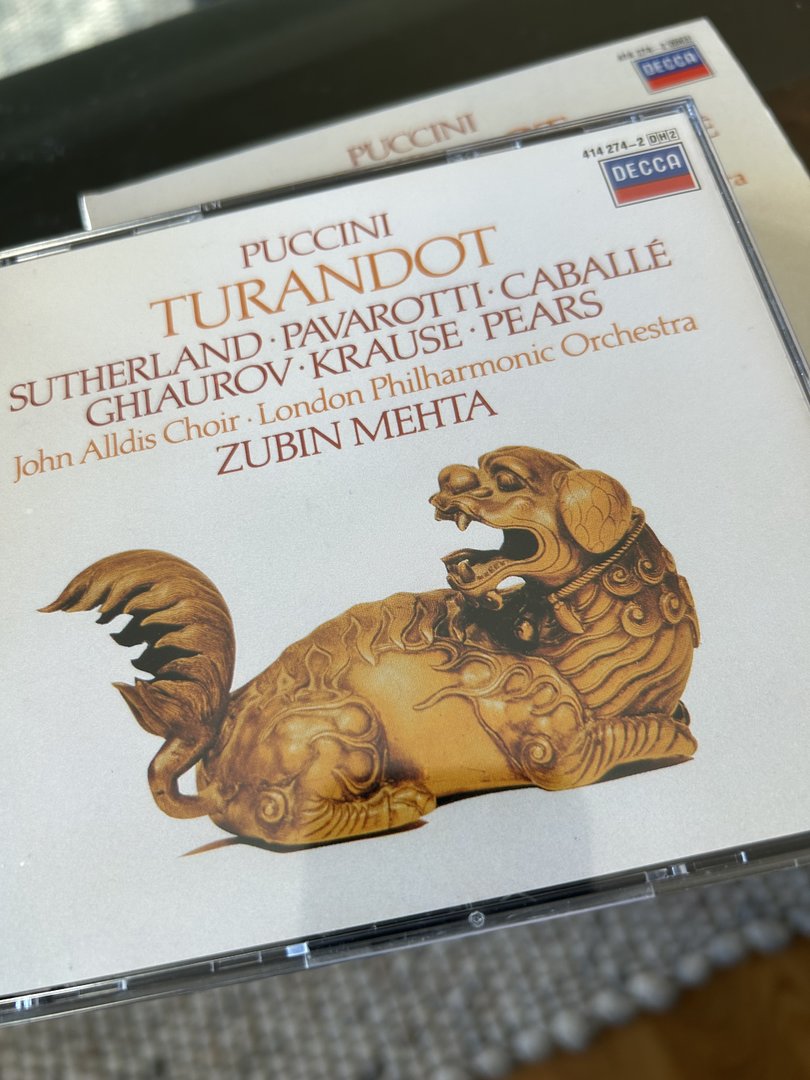 PUCCINI
DECCA
414 274-2 DH2
DECCA
PUCCINI
TURANDOT
SUTHERLAND · PAVAROTTI · CABALLÉ
GHIAUROV · KRAUSE · PEARS
John Alldis Choir · London Philharmonic Orchestra
ZUBIN MEHTA